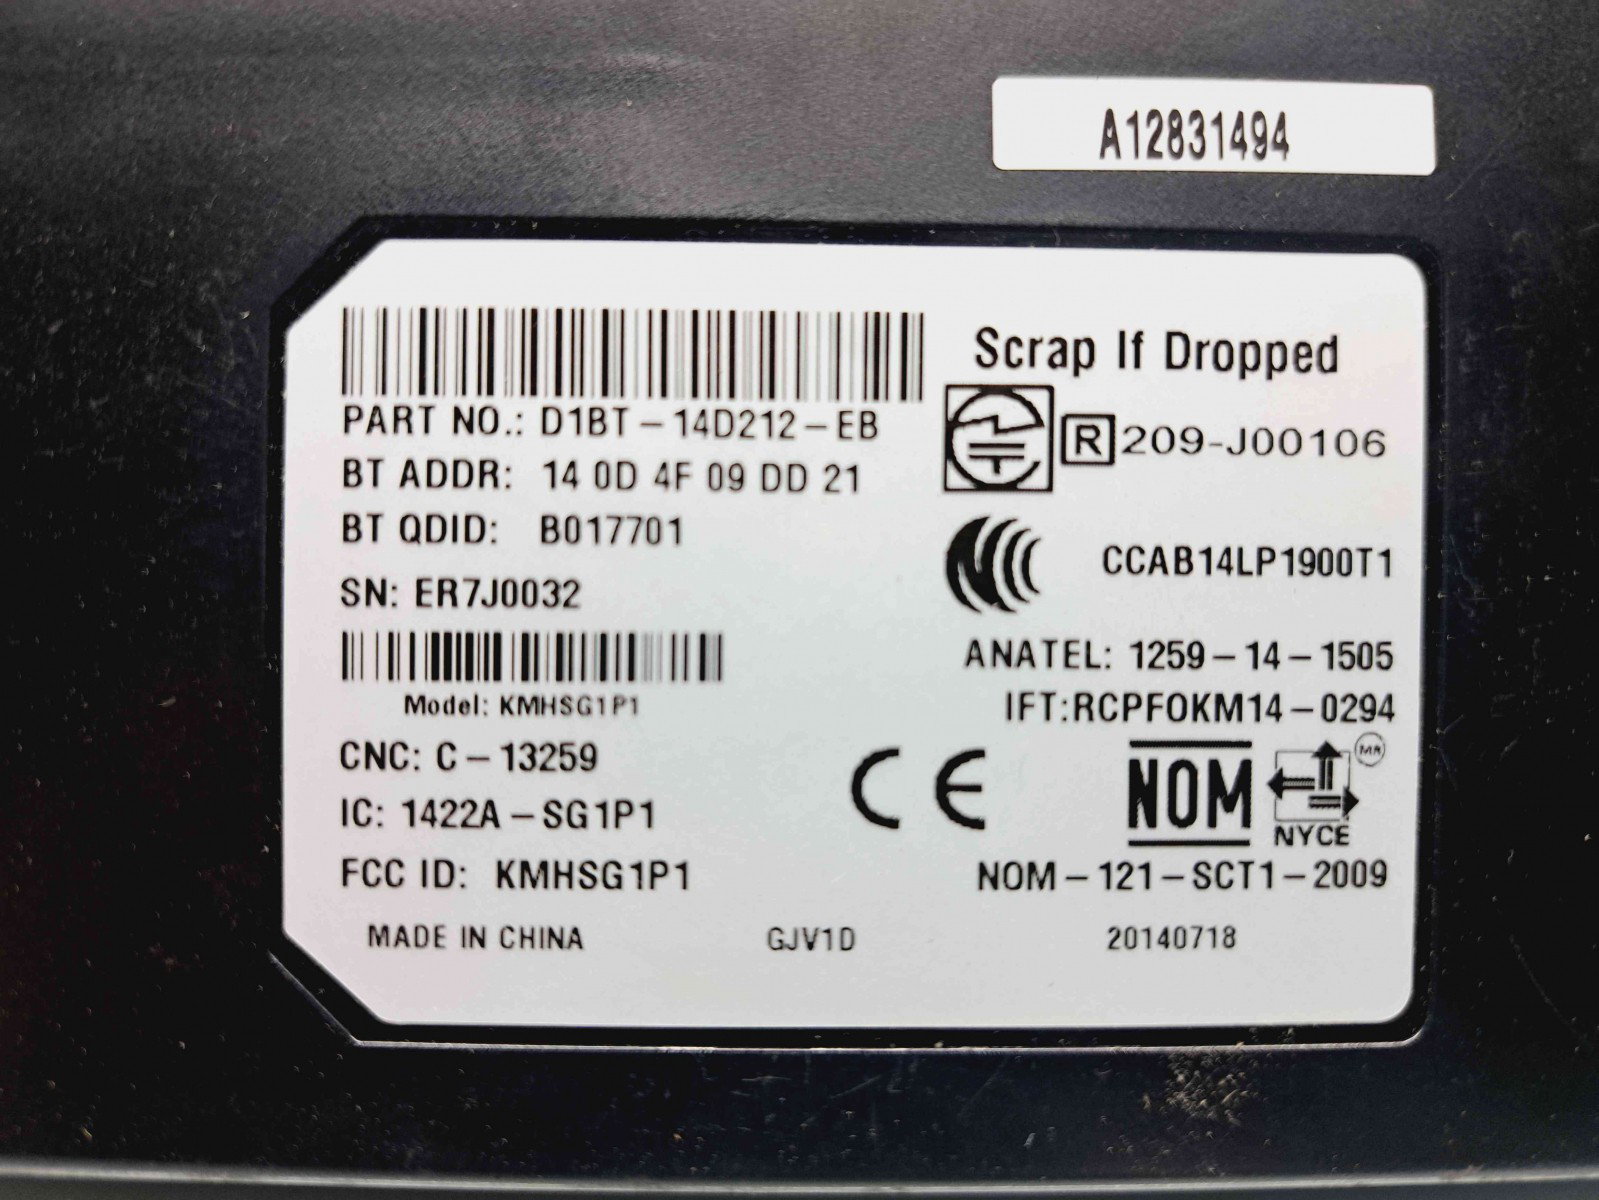 A12831494
Scrap If Dropped
PART NO.: D1BT-14D212-EB
R 209-J00106
BT ADDR: 14 0D 4F 09 DD 21
BT QDID: B017701
CCAB14LP1900T1
SN: ER7J0032
ANATEL: 1259-14-1505
Model: KMHSG1P1
IFT:RCPFOKM14-0294
CNC: C-13259
CE
NOM
MR
NYCE
IC: 1422A-SG1P1
FCC ID: KMHSG1P1
NOM-121-SCT1-2009
MADE IN CHINA
GJV1D
20140718